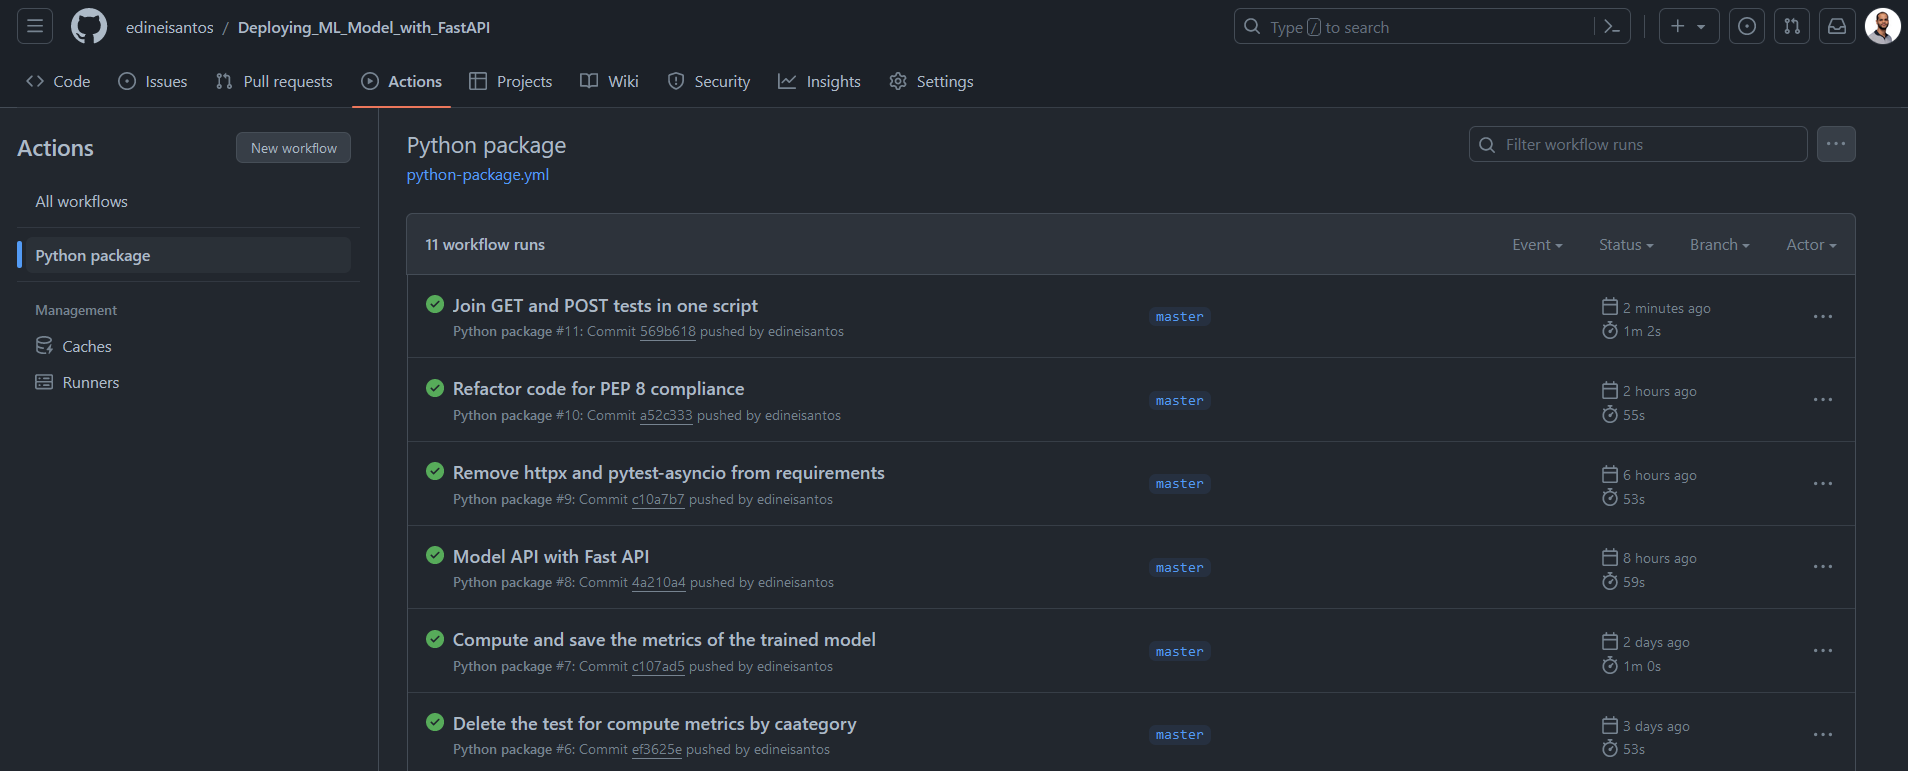 edineisantos / Deploying_ML_Model_with_FastAPI
Type / to search
Code Issues Pull requests Actions Projects Wiki Security Insights Settings
Actions
New workflow
All workflows
Python package
Management
Caches
Runners
Python package
python-package.yml
Filter workflow runs
11 workflow runs
Event Status Branch Actor
Join GET and POST tests in one script
Python package #11: Commit 569b618 pushed by edineisantos
master
2 minutes ago
1m 2s
Refactor code for PEP 8 compliance
Python package #10: Commit a52c333 pushed by edineisantos
master
2 hours ago
55s
Remove httpx and pytest-asyncio from requirements
Python package #9: Commit c10a7b7 pushed by edineisantos
master
6 hours ago
53s
Model API with Fast API
Python package #8: Commit 4a210a4 pushed by edineisantos
master
8 hours ago
59s
Compute and save the metrics of the trained model
Python package #7: Commit c107ad5 pushed by edineisantos
master
2 days ago
1m 0s
Delete the test for compute metrics by caategory
Python package #6: Commit ef3625e pushed by edineisantos
master
3 days ago
53s